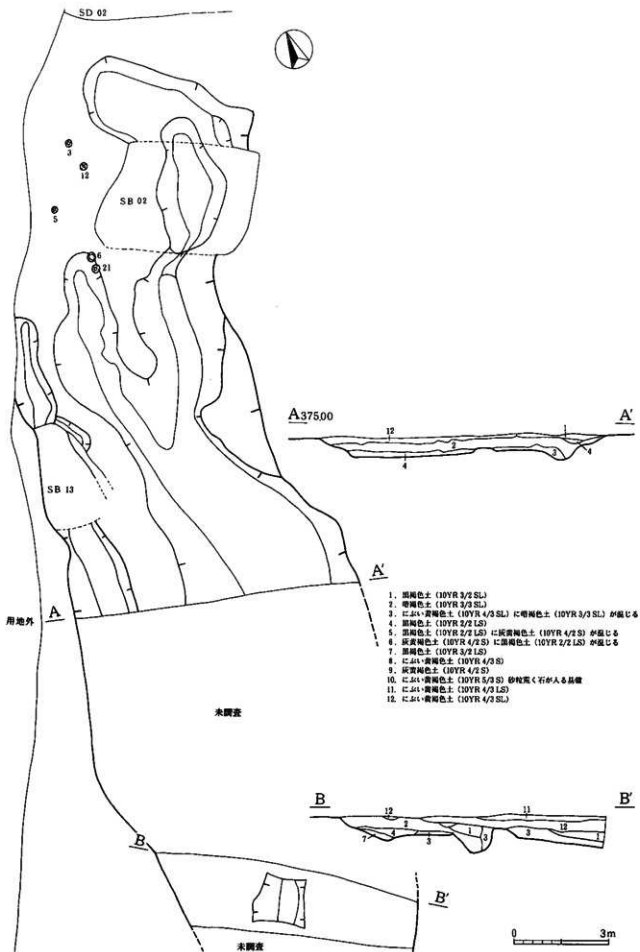 SD 02
3
12
SB 02
5
6
21
A 375.00 A'
12 1
2
3 4
4
SB 13
A'
A
用地外
1. 黒褐色土 (10YR 3/2 SL)
2. 暗褐色土 (10YR 3/3 SL)
3. にぶい黄褐色土 (10YR 4/3 SL) に暗褐色土 (10YR 3/3 SL) が混じる
4. 黒褐色土 (10YR 2/2 LS)
5. 黒褐色土 (10YR 2/2 LS) に灰黄褐色土 (10YR 4/2 S) が混じる
6. 灰黄褐色土 (10YR 4/2 S) に黒褐色土 (10YR 2/2 LS) が混じる
7. 黒褐色土 (10YR 3/2 LS)
8. にぶい黄褐色土 (10YR 4/3 S)
9. 灰黄褐色土 (10YR 4/2 S)
10. にぶい黄褐色土 (10YR 5/3 S) 砂粒荒く石が入る
11. にぶい黄褐色土 (10YR 4/3 LS)
12. にぶい黄褐色土 (10YR 4/3 SL)
未調査
B B'
12 11
2 12
7 4 3 1 3 3 1
B
B'
未調査
0 3m